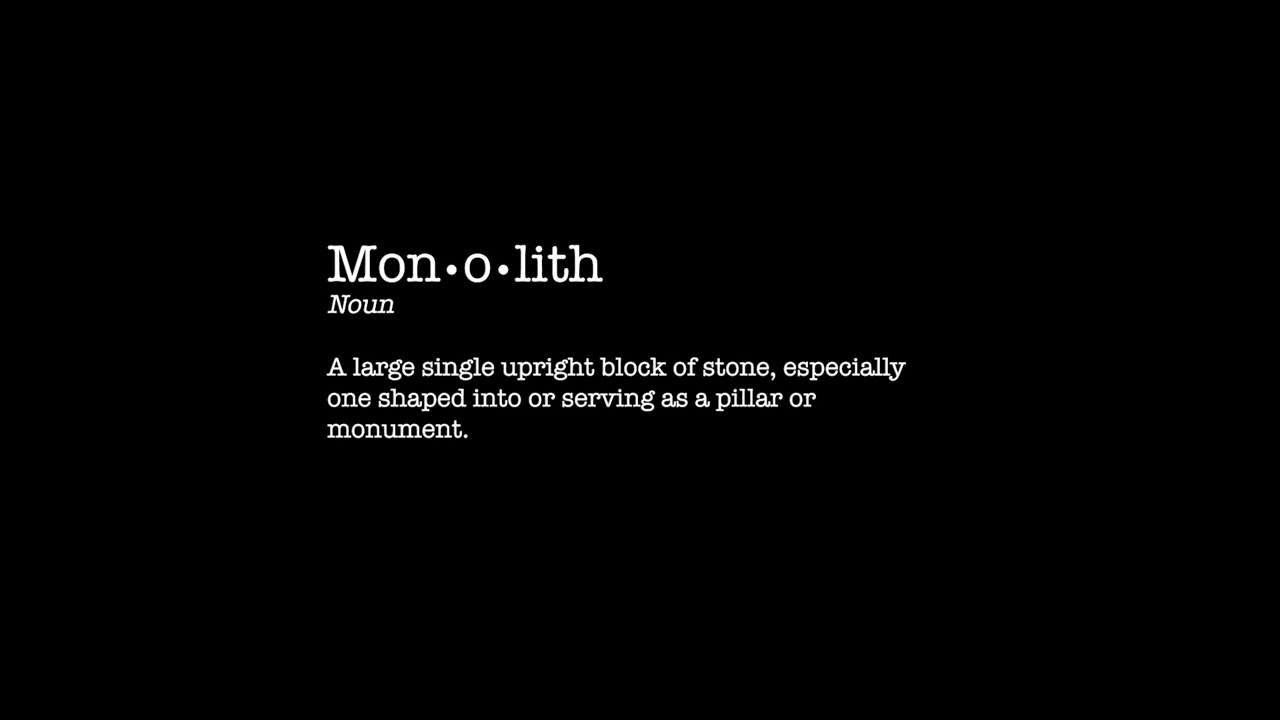 Mon•o•lith
Noun
A large single upright block of stone, especially
one shaped into or serving as a pillar or
monument.